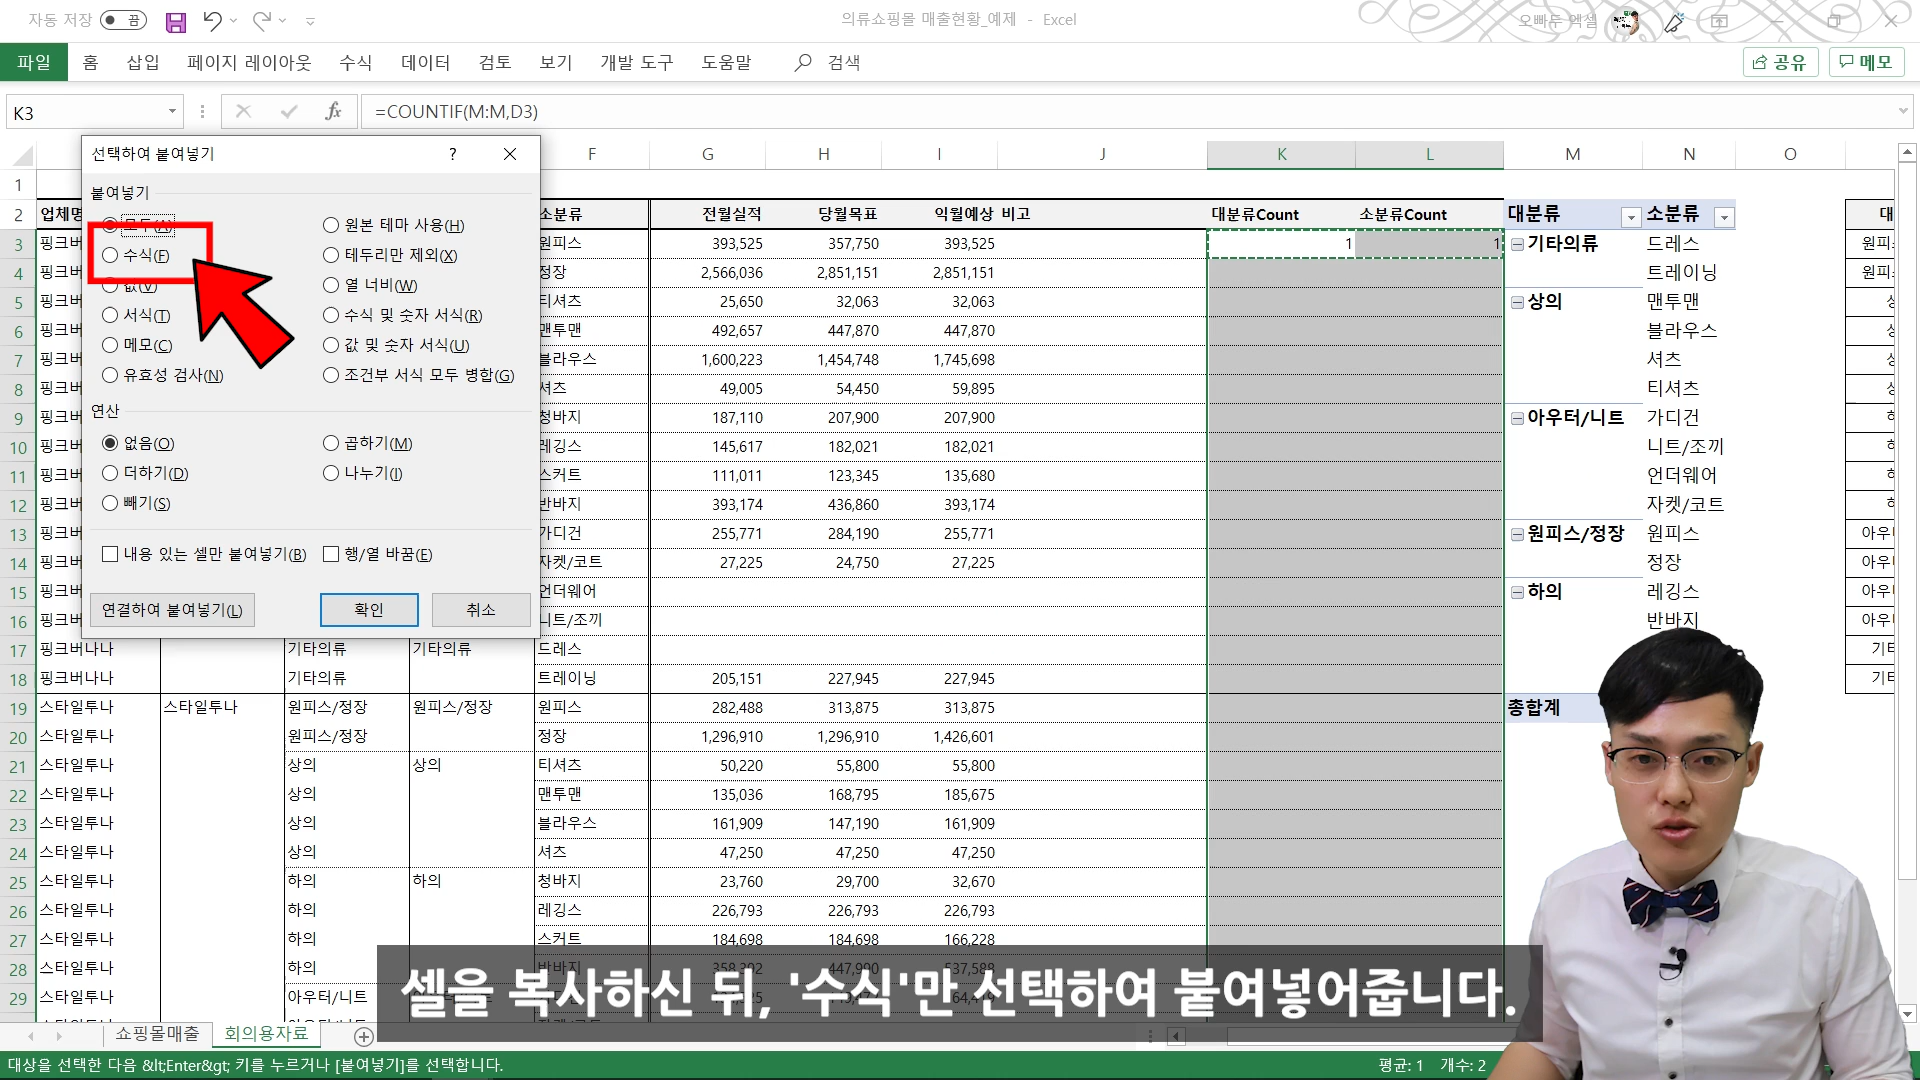 자동 저장 끔 의류쇼핑몰 매출현황_예제 - Excel 오빠두 엑셀
파일 홈 삽입 페이지 레이아웃 수식 데이터 검토 보기 개발 도구 도움말 검색 공유 메모
K3 fx =COUNTIF(M:M,D3)
선택하여 붙여넣기 ? ×
붙여넣기
모두(A) 원본 테마 사용(H)
수식(F) 테두리만 제외(X)
값(V) 열 너비(W)
서식(T) 수식 및 숫자 서식(R)
메모(C) 값 및 숫자 서식(U)
유효성 검사(N) 조건부 서식 모두 병합(G)
연산
없음(O) 곱하기(M)
더하기(D) 나누기(I)
빼기(S)
내용 있는 셀만 붙여넣기(B) 행/열 바꿈(E)
연결하여 붙여넣기(L) 확인 취소
F G H I J K L M N O
1
2 업체명 소분류 전월실적 당월목표 익월예상 비고 대분류Count 소분류Count 대분류 소분류 대
3 핑크버 원피스 393,525 357,750 393,525 1 1 기타의류 드레스 원피
4 핑크버 정장 2,566,036 2,851,151 2,851,151 트레이닝 원피
5 핑크버 티셔츠 25,650 32,063 32,063 상의 맨투맨
6 핑크버 맨투맨 492,657 447,870 447,870 블라우스
7 핑크버 블라우스 1,600,223 1,454,748 1,745,698 셔츠
8 핑크버 셔츠 49,005 54,450 59,895 티셔츠
9 핑크버 청바지 187,110 207,900 207,900 아우터/니트 가디건
10 핑크버 레깅스 145,617 182,021 182,021 니트/조끼
11 핑크버 스커트 111,011 123,345 135,680 언더웨어
12 핑크버 반바지 393,174 436,860 393,174 자켓/코트
13 핑크버 가디건 255,771 284,190 255,771 원피스/정장 원피스 아우
14 핑크버 자켓/코트 27,225 24,750 27,225 정장 아우
15 핑크버 언더웨어 하의 레깅스 아우
16 핑크버 니트/조끼 반바지 아우
17 핑크버나나 기타의류 기타의류 드레스 기타
18 핑크버나나 기타의류 트레이닝 205,151 227,945 227,945 기타
19 스타일투나 스타일투나 원피스/정장 원피스/정장 원피스 282,488 313,875 313,875 총합계
20 스타일투나 원피스/정장 정장 1,296,910 1,296,910 1,426,601
21 스타일투나 상의 상의 티셔츠 50,220 55,800 55,800
22 스타일투나 상의 맨투맨 135,036 168,795 185,675
23 스타일투나 상의 블라우스 161,909 147,190 161,909
24 스타일투나 상의 셔츠 47,250 47,250 47,250
25 스타일투나 하의 하의 청바지 23,760 29,700 32,670
26 스타일투나 하의 레깅스 226,793 226,793 226,793
27 스타일투나 하의 스커트 184,698 184,698 166,228
28 스타일투나 하의 반바지
29 스타일투나 아우터/니트
셀을 복사하신 뒤, '수식'만 선택하여 붙여넣어줍니다.
쇼핑몰매출 회의용자료
대상을 선택한 다음 &lt;Enter&gt; 키를 누르거나 [붙여넣기]를 선택합니다. 평균: 1 개수: 2